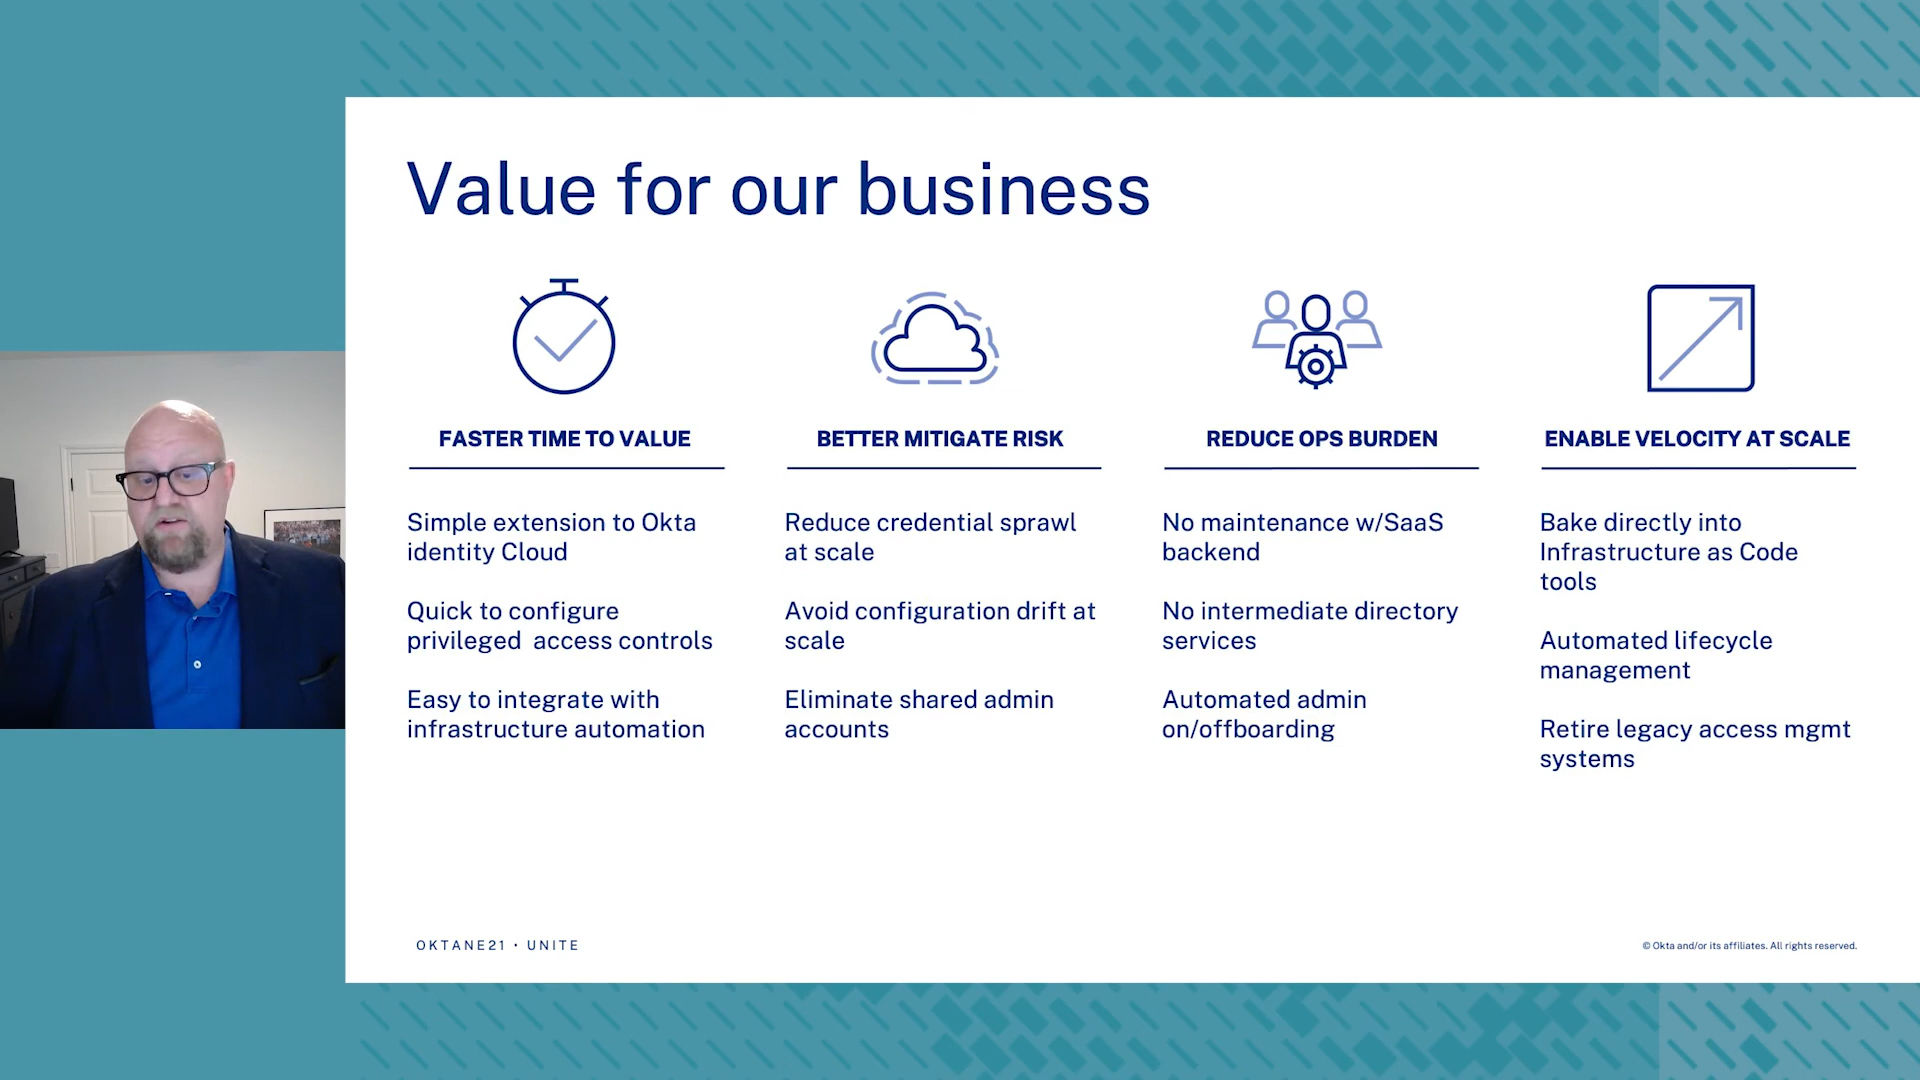 Value for our business
FASTER TIME TO VALUE
Simple extension to Okta
identity Cloud
Quick to configure
privileged  access controls
Easy to integrate with
infrastructure automation
BETTER MITIGATE RISK
Reduce credential sprawl
at scale
Avoid configuration drift at
scale
Eliminate shared admin
accounts
REDUCE OPS BURDEN
No maintenance w/SaaS
backend
No intermediate directory
services
Automated admin
on/offboarding
ENABLE VELOCITY AT SCALE
Bake directly into
Infrastructure as Code
tools
Automated lifecycle
management
Retire legacy access mgmt
systems
OKTANE21 • UNITE
© Okta and/or its affiliates. All rights reserved.